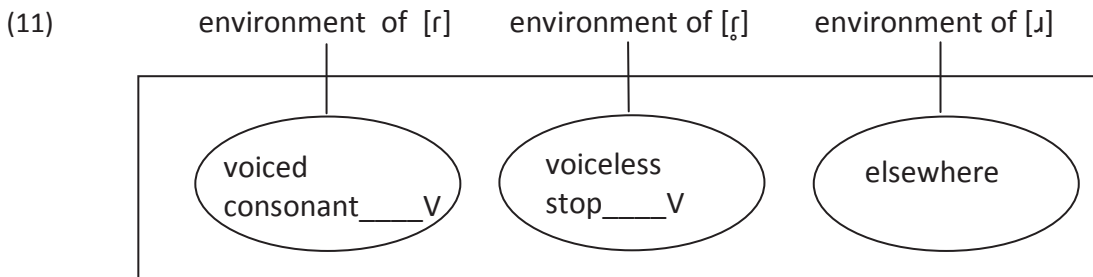 (11) environment of [ɾ] environment of [ɾ̥] environment of [ɹ]
voiced
consonant____V
voiceless
stop____V
elsewhere